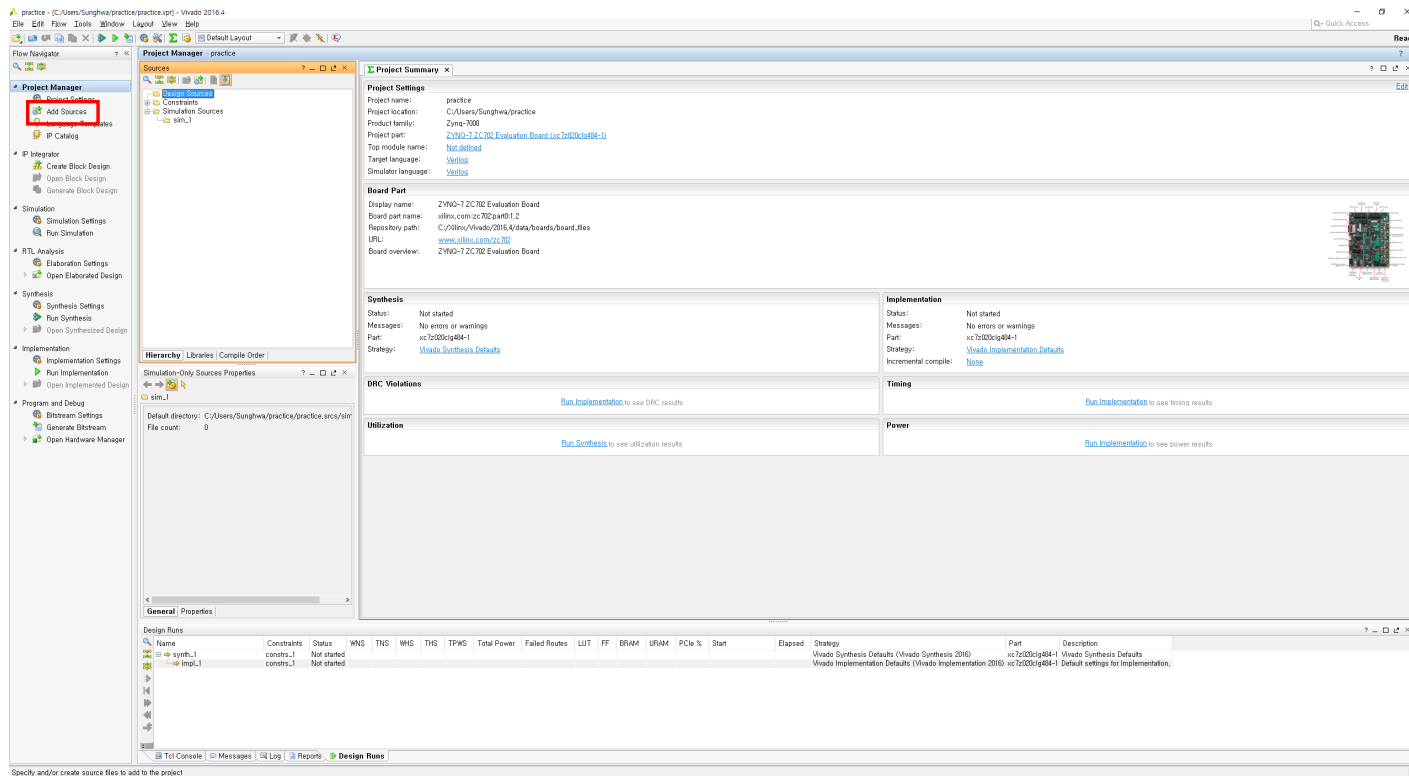 practice - [C:/Users/Sunghwa/practice/practice.xpr] - Vivado 2016.4
File Edit Flow Tools Window Layout View Help
Q- Quick Access
Default Layout
Flow Navigator
Project Manager
Project Settings
Add Sources
Language Templates
IP Catalog
IP Integrator
Create Block Design
Open Block Design
Generate Block Design
Simulation
Simulation Settings
Run Simulation
RTL Analysis
Elaboration Settings
Open Elaborated Design
Synthesis
Synthesis Settings
Run Synthesis
Open Synthesized Design
Implementation
Implementation Settings
Run Implementation
Open Implemented Design
Program and Debug
Bitstream Settings
Generate Bitstream
Open Hardware Manager
Project Manager - practice
Sources
Design Sources
Constraints
Simulation Sources
sim_1
Hierarchy Libraries Compile Order
Simulation-Only Sources Properties
sim_1
Default directory: C:/Users/Sunghwa/practice/practice.srcs/sim
File count: 0
General Properties
Σ Project Summary ×
Project Settings
Edit
Project name: practice
Project location: C:/Users/Sunghwa/practice
Product family: Zynq-7000
Project part: ZYNQ-7 ZC702 Evaluation Board (xc7z020clg484-1)
Top module name: Not defined
Target language: Verilog
Simulator language: Verilog
Board Part
Display name: ZYNQ-7 ZC702 Evaluation Board
Board part name: xilinx.com:zc702:part0:1.2
Repository path: C:/Xilinx/Vivado/2016.4/data/boards/board_files
URL: www.xilinx.com/zc702
Board overview: ZYNQ-7 ZC702 Evaluation Board
Synthesis
Status: Not started
Messages: No errors or warnings
Part: xc7z020clg484-1
Strategy: Vivado Synthesis Defaults
Implementation
Status: Not started
Messages: No errors or warnings
Part: xc7z020clg484-1
Strategy: Vivado Implementation Defaults
Incremental compile: None
DRC Violations
Run Implementation to see DRC results
Timing
Run Implementation to see timing results
Utilization
Run Synthesis to see utilization results
Power
Run Implementation to see power results
Design Runs
Name Constraints Status WNS TNS WHS THS TPWS Total Power Failed Routes LUT FF BRAM URAM PCIe % Start Elapsed Strategy Part Description
synth_1 constrs_1 Not started Vivado Synthesis Defaults (Vivado Synthesis 2016) xc7z020clg484-1 Vivado Synthesis Defaults
impl_1 constrs_1 Not started Vivado Implementation Defaults (Vivado Implementation 2016) xc7z020clg484-1 Default settings for Implementation.
Tcl Console Messages Log Reports Design Runs
Specify and/or create source files to add to the project